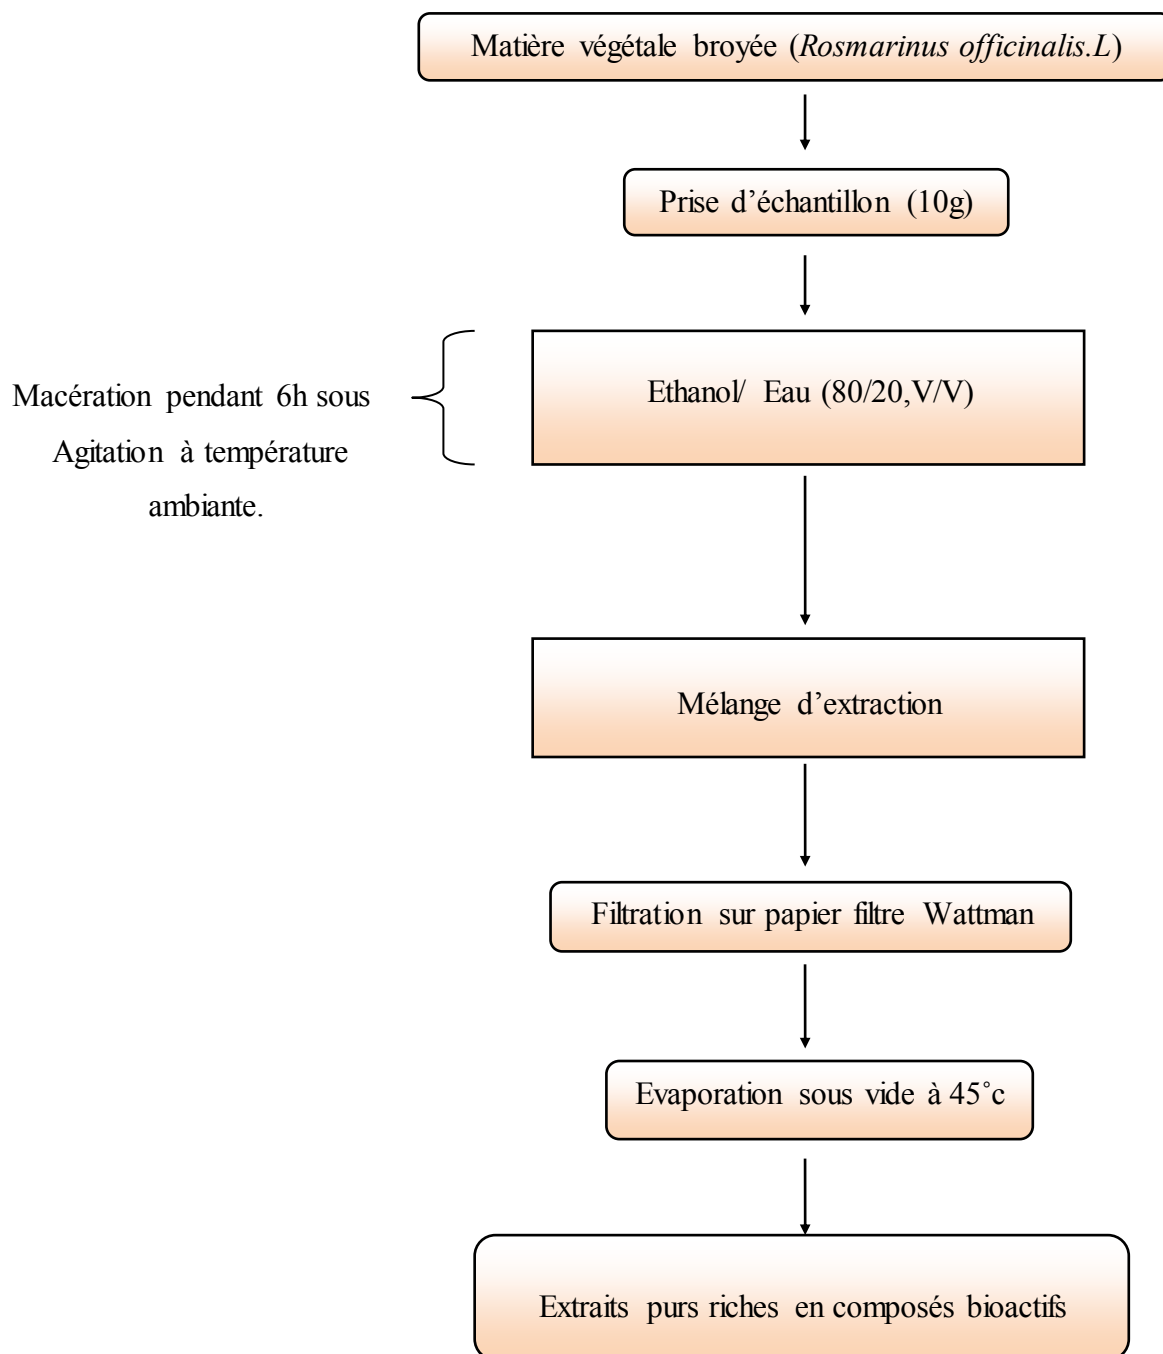 Matière végétale broyée (Rosmarinus officinalis.L)
Prise d’échantillon (10g)
Ethanol/ Eau (80/20,V/V)
Macération pendant 6h sous
Agitation à température
ambiante.
Mélange d’extraction
Filtration sur papier filtre Wattman
Evaporation sous vide à 45˚c
Extraits purs riches en composés bioactifs